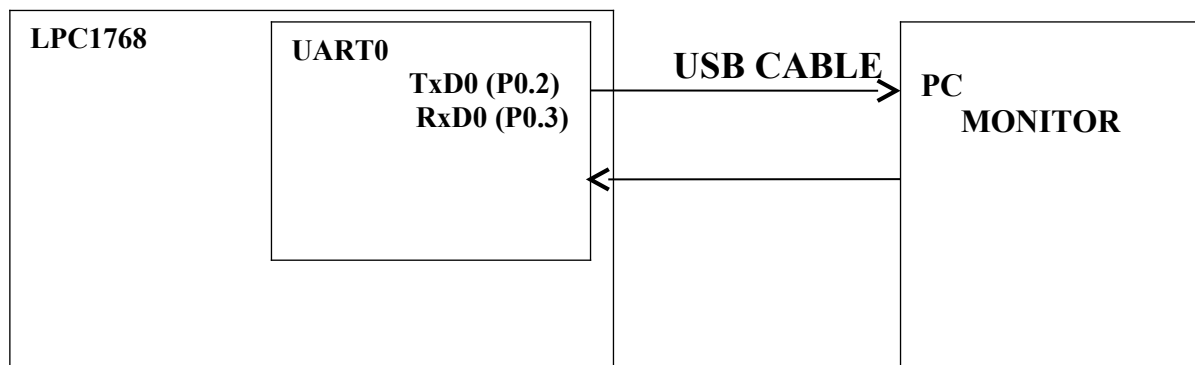 LPC1768
UART0
TxD0 (P0.2)
RxD0 (P0.3)
USB CABLE
PC
MONITOR